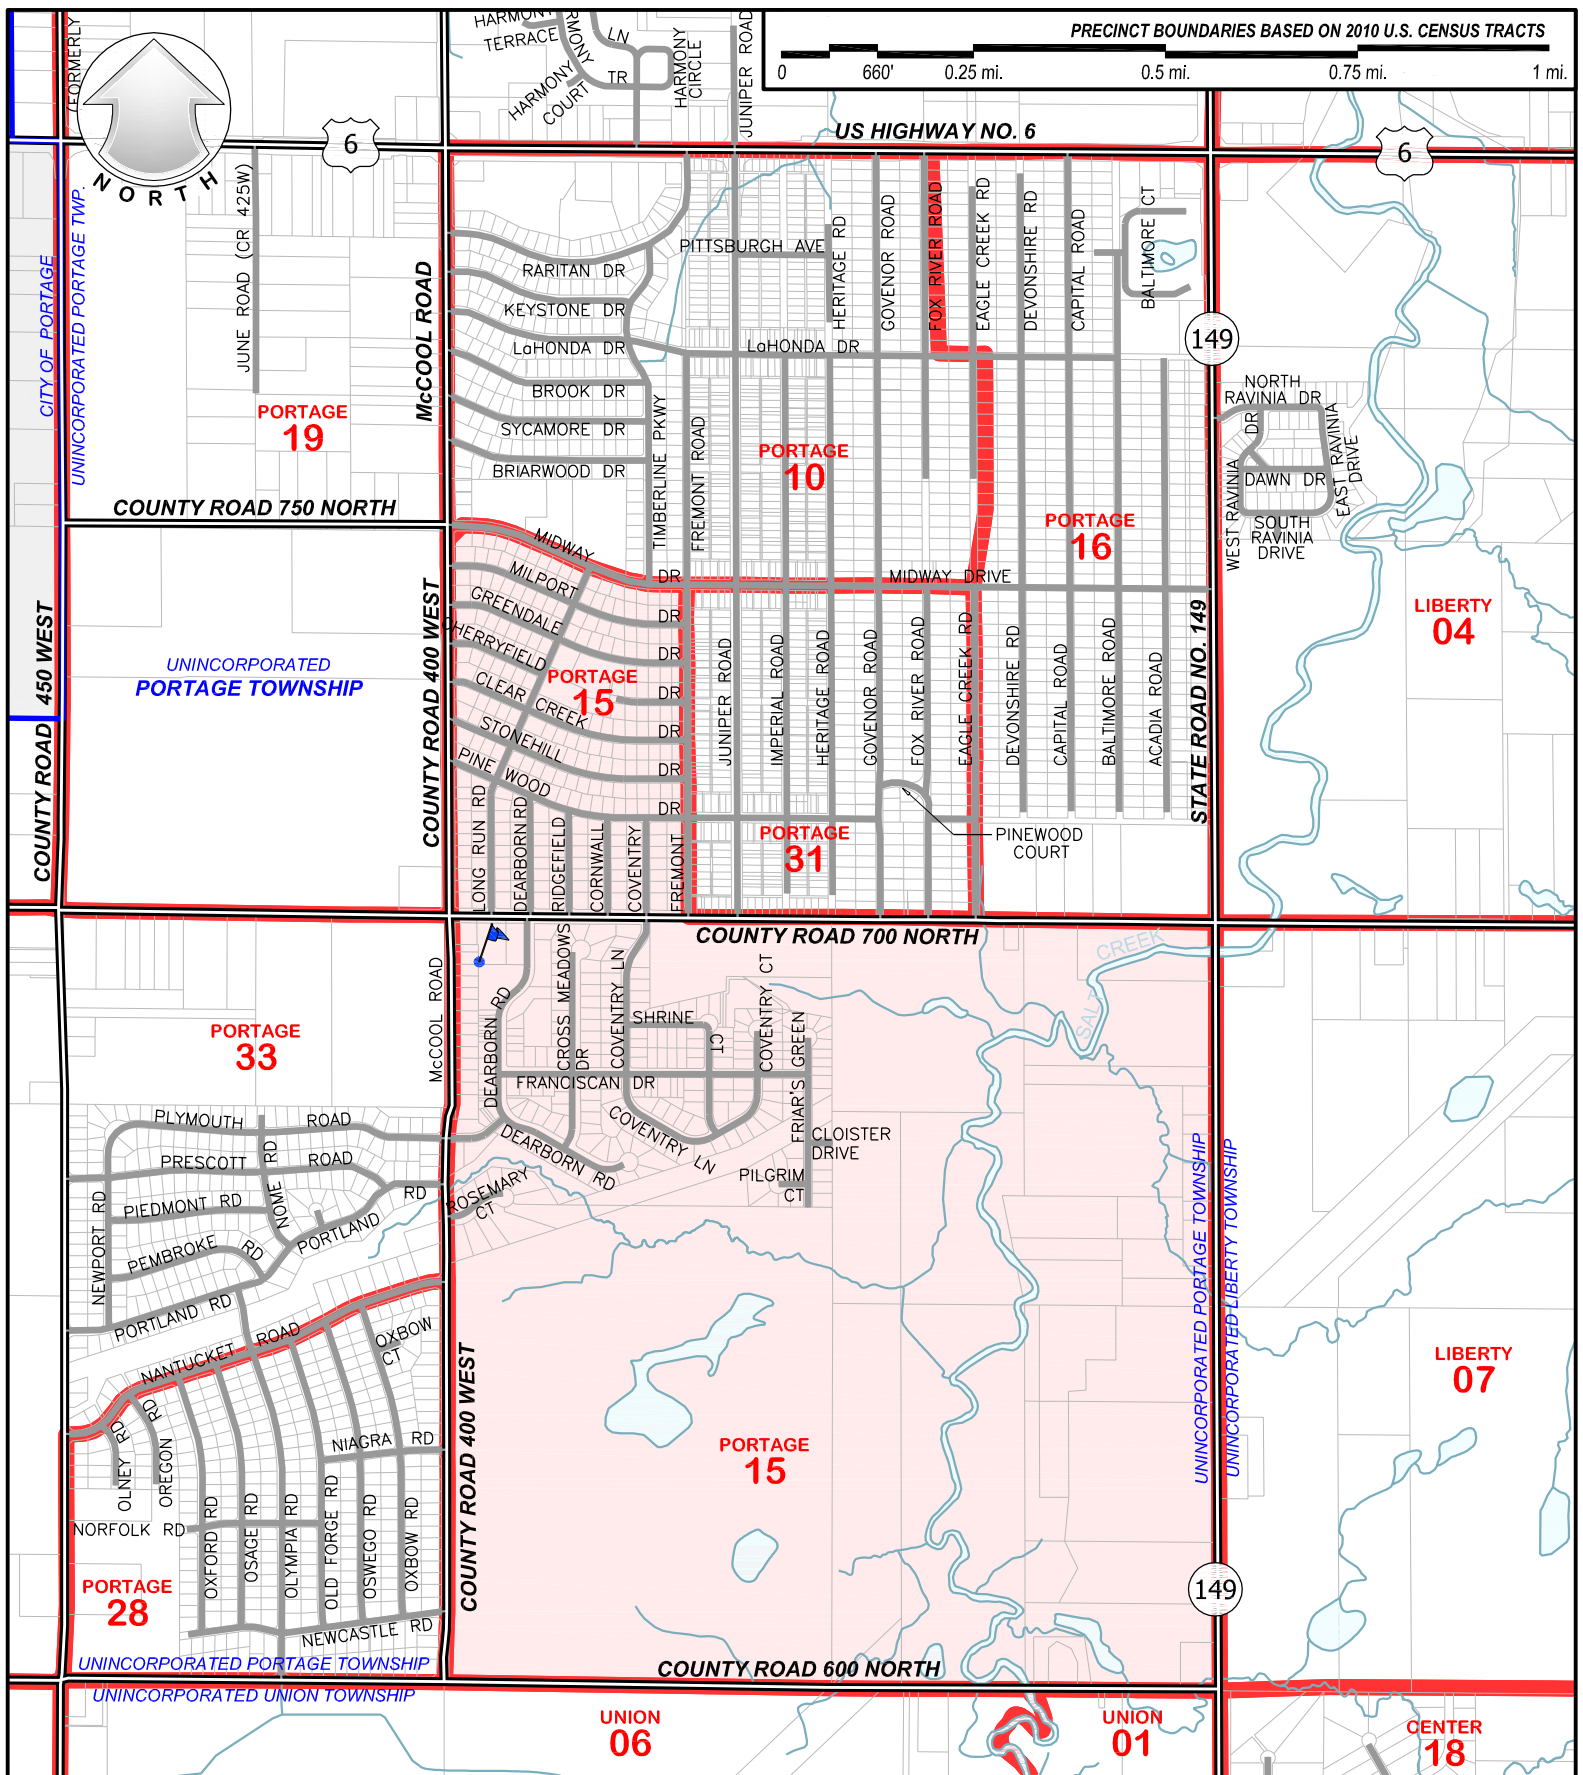 PRECINCT BOUNDARIES BASED ON 2010 U.S. CENSUS TRACTS
0 660' 0.25 mi. 0.5 mi. 0.75 mi. 1 mi.
(FORMERLY
NORTH
HARMONY
TERRACE
HARMONY
LN
TR
HARMONY
COURT
HARMONY
CIRCLE
JUNIPER ROAD
US HIGHWAY NO. 6
6
6
CITY OF PORTAGE
UNINCORPORATED PORTAGE TWP.
JUNE ROAD (CR 425W)
McCOOL ROAD
PORTAGE
19
COUNTY ROAD 750 NORTH
RARITAN DR
KEYSTONE DR
LaHONDA DR
BROOK DR
SYCAMORE DR
BRIARWOOD DR
TIMBERLINE PKWY
FREMONT ROAD
PITTSBURGH AVE
HERITAGE RD
GOVENOR ROAD
FOX RIVER ROAD
EAGLE CREEK RD
DEVONSHIRE RD
CAPITAL ROAD
BALTIMORE CT
LaHONDA DR
PORTAGE
10
PORTAGE
16
149
NORTH
RAVINIA DR
DR
WEST RAVINIA
DAWN DR
EAST RAVINIA
DRIVE
SOUTH
RAVINIA
DRIVE
LIBERTY
04
MIDWAY
DR
MIDWAY DRIVE
MILPORT
DR
GREENDALE
DR
CHERRYFIELD
DR
CLEAR CREEK
DR
STONEHILL
DR
PINE WOOD
DR
PORTAGE
15
UNINCORPORATED
PORTAGE TOWNSHIP
COUNTY ROAD 450 WEST
COUNTY ROAD 400 WEST
LONG RUN RD
DEARBORN RD
RIDGEFIELD
CORNWALL
COVENTRY
FREMONT
JUNIPER ROAD
IMPERIAL ROAD
HERITAGE ROAD
GOVENOR ROAD
FOX RIVER ROAD
EAGLE CREEK RD
DEVONSHIRE RD
CAPITAL ROAD
BALTIMORE ROAD
ACADIA ROAD
STATE ROAD NO. 149
PORTAGE
31
PINEWOOD
COURT
COUNTY ROAD 700 NORTH
SALT CREEK
McCOOL ROAD
PORTAGE
33
DEARBORN RD
CROSS MEADOWS
DR
COVENTRY LN
SHRINE
CT
COVENTRY CT
FRIAR'S GREEN
FRANCISCAN DR
COVENTRY LN
DEARBORN RD
CLOISTER
DRIVE
PILGRIM
CT
ROSEMARY
CT
PLYMOUTH ROAD
PRESCOTT ROAD
PIEDMONT RD
NOME RD
PORTLAND RD
PEMBROKE RD
NEWPORT RD
PORTLAND RD
NANTUCKET ROAD
OXBOW
CT
OLNEY RD
OREGON RD
NIAGRA RD
NORFOLK RD
OXFORD RD
OSAGE RD
OLYMPIA RD
OLD FORGE RD
OSWEGO RD
OXBOW RD
NEWCASTLE RD
PORTAGE
28
COUNTY ROAD 400 WEST
PORTAGE
15
UNINCORPORATED PORTAGE TOWNSHIP
UNINCORPORATED LIBERTY TOWNSHIP
LIBERTY
07
149
UNINCORPORATED PORTAGE TOWNSHIP
UNINCORPORATED UNION TOWNSHIP
COUNTY ROAD 600 NORTH
UNION
06
UNION
01
CENTER
18